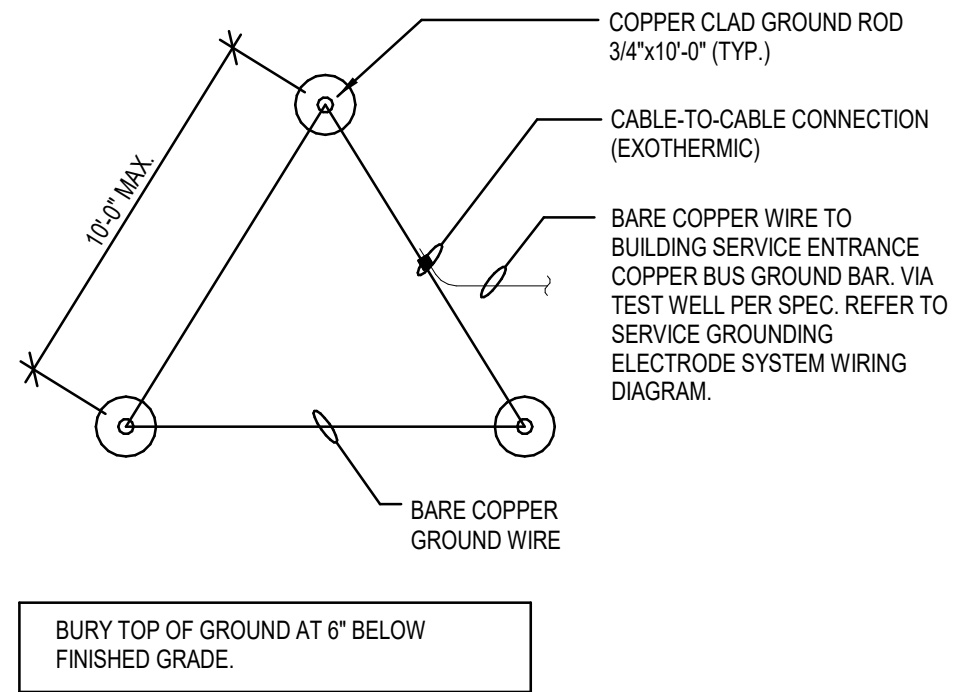 COPPER CLAD GROUND ROD
3/4"x10'-0" (TYP.)
CABLE-TO-CABLE CONNECTION
(EXOTHERMIC)
10'-0" MAX.
BARE COPPER WIRE TO
BUILDING SERVICE ENTRANCE
COPPER BUS GROUND BAR. VIA
TEST WELL PER SPEC. REFER TO
SERVICE GROUNDING
ELECTRODE SYSTEM WIRING
DIAGRAM.
BARE COPPER
GROUND WIRE
BURY TOP OF GROUND AT 6" BELOW
FINISHED GRADE.